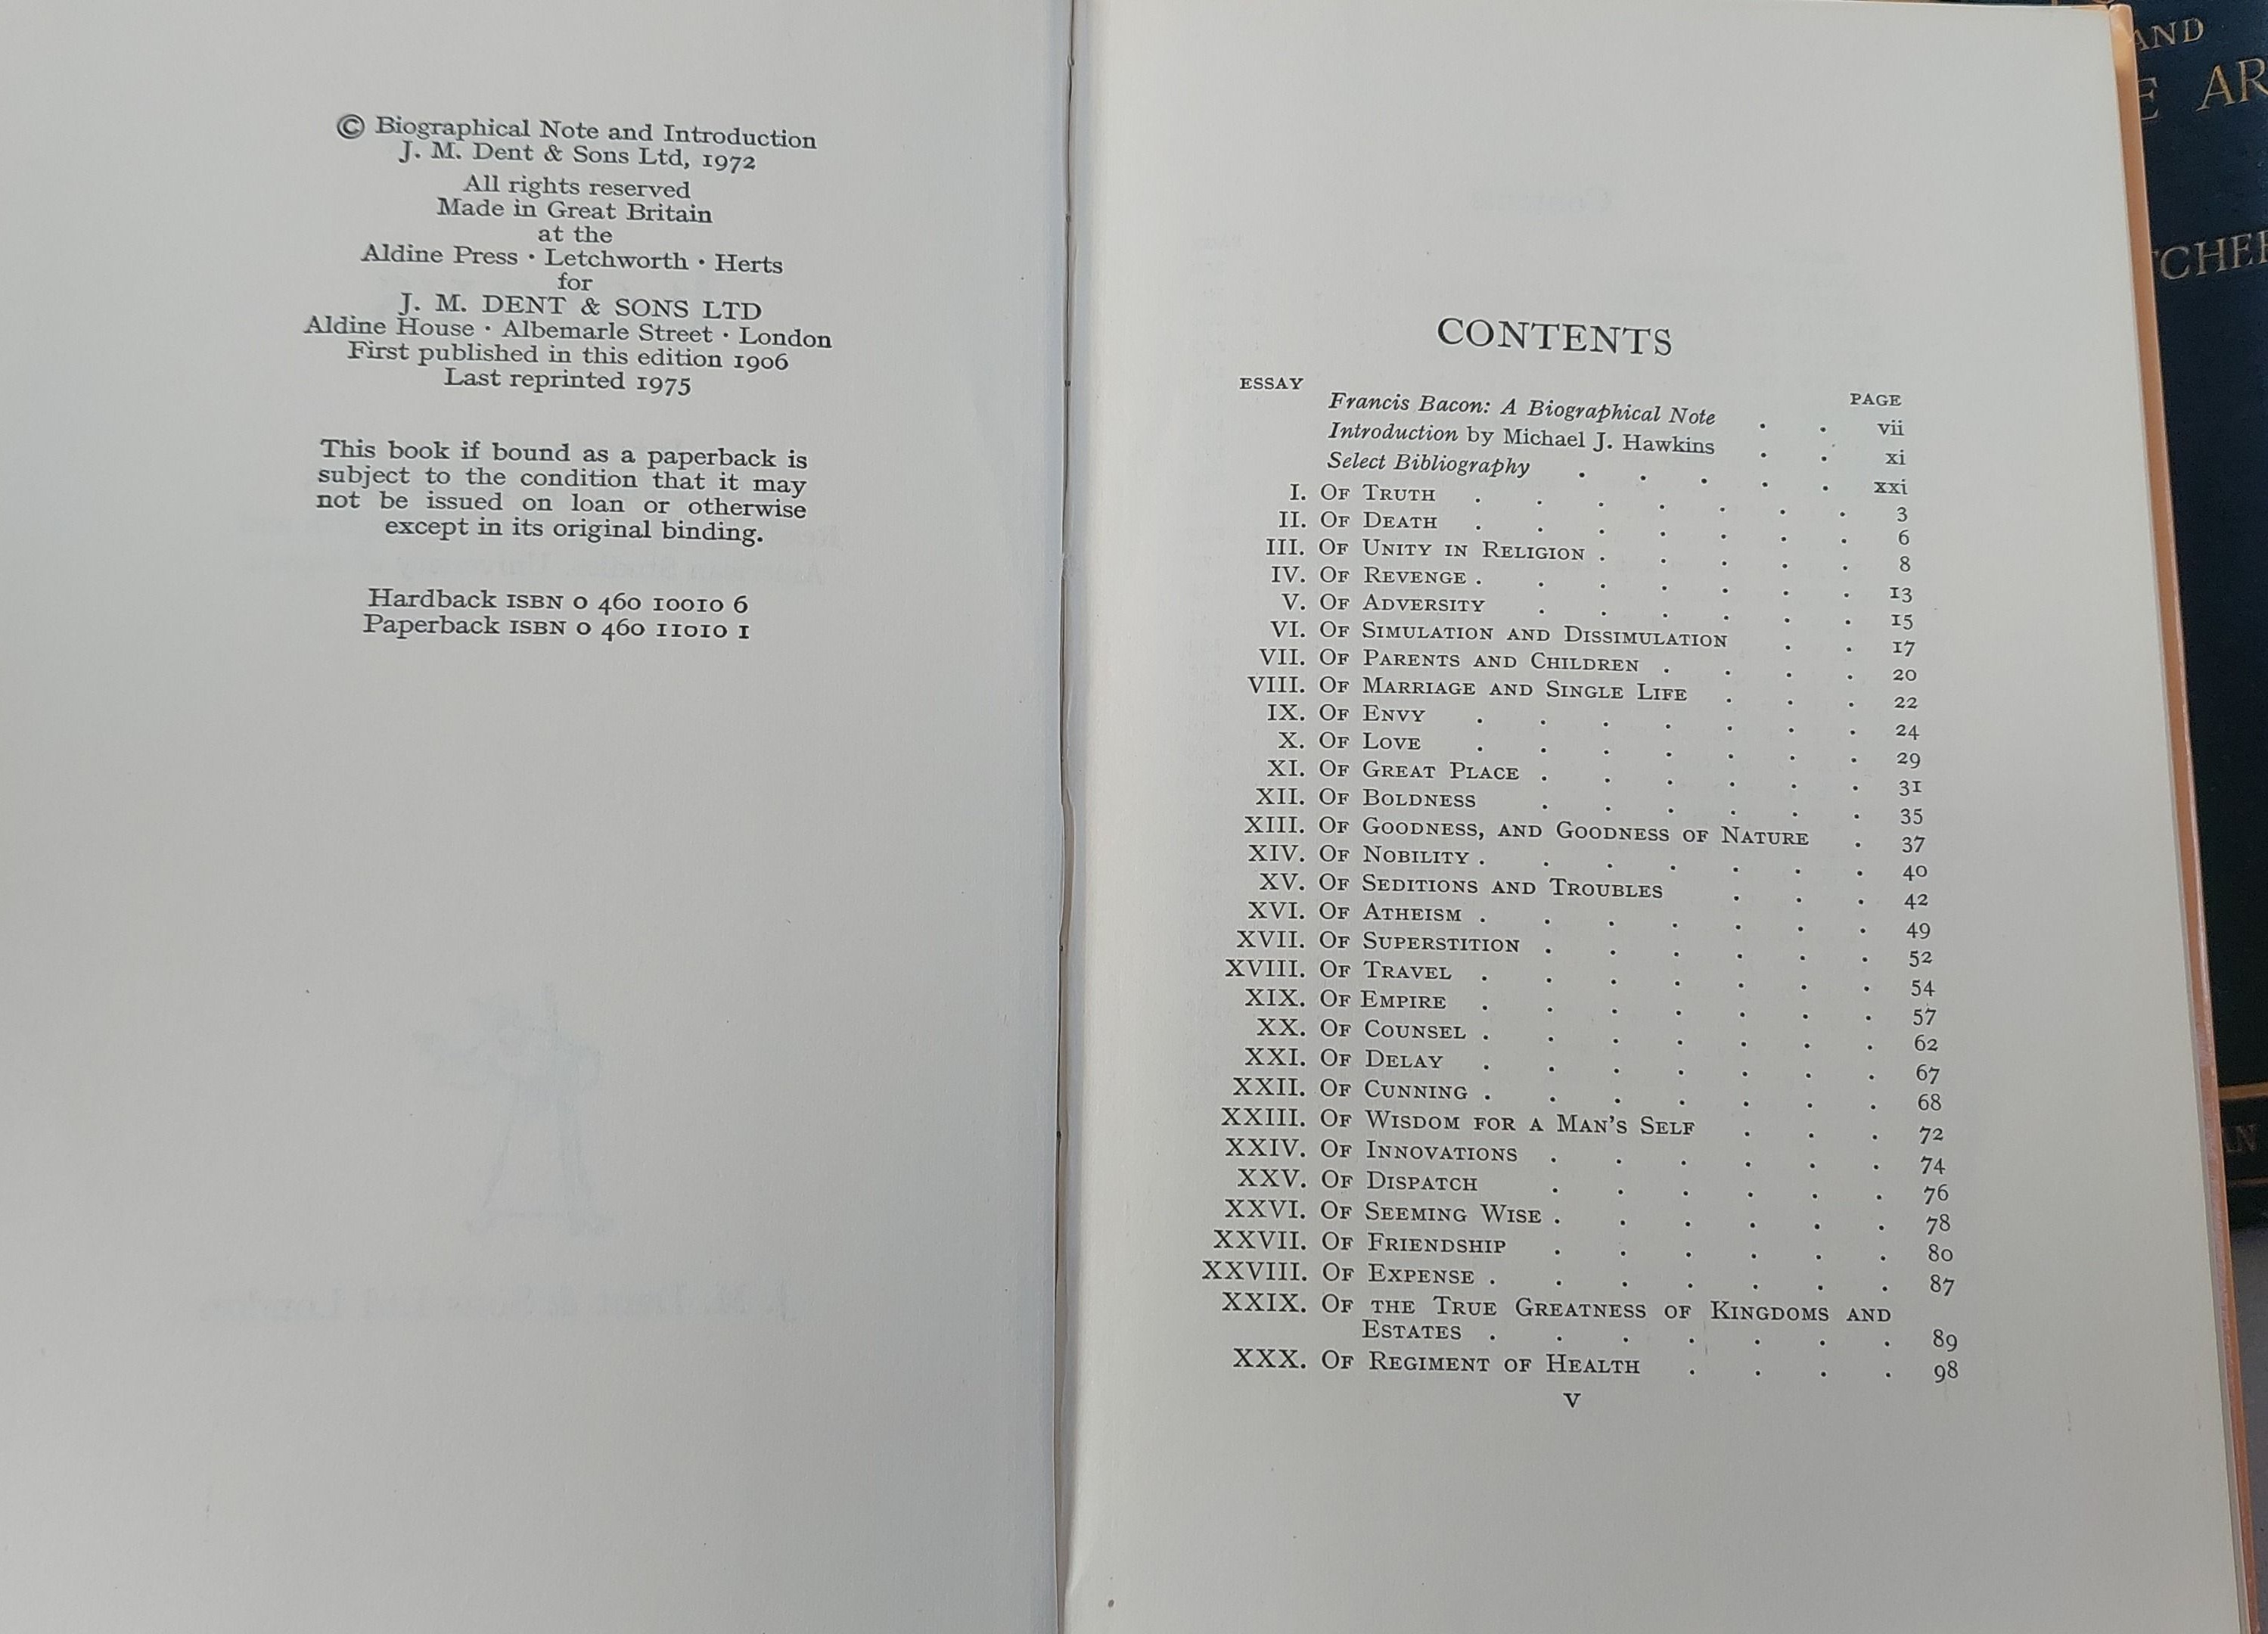 © Biographical Note and Introduction
J. M. Dent & Sons Ltd, 1972
All rights reserved
Made in Great Britain
at the
Aldine Press · Letchworth · Herts
for
J. M. DENT & SONS LTD
Aldine House · Albemarle Street · London
First published in this edition 1906
Last reprinted 1975
This book if bound as a paperback is
subject to the condition that it may
not be issued on loan or otherwise
except in its original binding.
Hardback ISBN 0 460 10010 6
Paperback ISBN 0 460 11010 1
CONTENTS
ESSAY PAGE
Francis Bacon: A Biographical Note . . vii
Introduction by Michael J. Hawkins . . xi
Select Bibliography . . . . . xxi
I. OF TRUTH . . . . . . . 3
II. OF DEATH . . . . . . . 6
III. OF UNITY IN RELIGION . . . . . 8
IV. OF REVENGE . . . . . . . 13
V. OF ADVERSITY . . . . . . 15
VI. OF SIMULATION AND DISSIMULATION . . 17
VII. OF PARENTS AND CHILDREN . . . . 20
VIII. OF MARRIAGE AND SINGLE LIFE . . . 22
IX. OF ENVY . . . . . . . 24
X. OF LOVE . . . . . . . 29
XI. OF GREAT PLACE . . . . . . 31
XII. OF BOLDNESS . . . . . . 35
XIII. OF GOODNESS, AND GOODNESS OF NATURE . 37
XIV. OF NOBILITY . . . . . . . 40
XV. OF SEDITIONS AND TROUBLES . . . 42
XVI. OF ATHEISM . . . . . . . 49
XVII. OF SUPERSTITION . . . . . . 52
XVIII. OF TRAVEL . . . . . . . 54
XIX. OF EMPIRE . . . . . . . 57
XX. OF COUNSEL . . . . . . . 62
XXI. OF DELAY . . . . . . . 67
XXII. OF CUNNING . . . . . . . 68
XXIII. OF WISDOM FOR A MAN'S SELF . . . 72
XXIV. OF INNOVATIONS . . . . . . 74
XXV. OF DISPATCH . . . . . . 76
XXVI. OF SEEMING WISE . . . . . . 78
XXVII. OF FRIENDSHIP . . . . . . 80
XXVIII. OF EXPENSE . . . . . . . 87
XXIX. OF THE TRUE GREATNESS OF KINGDOMS AND
ESTATES . . . . . . . 89
XXX. OF REGIMENT OF HEALTH . . . . 98
v
AND